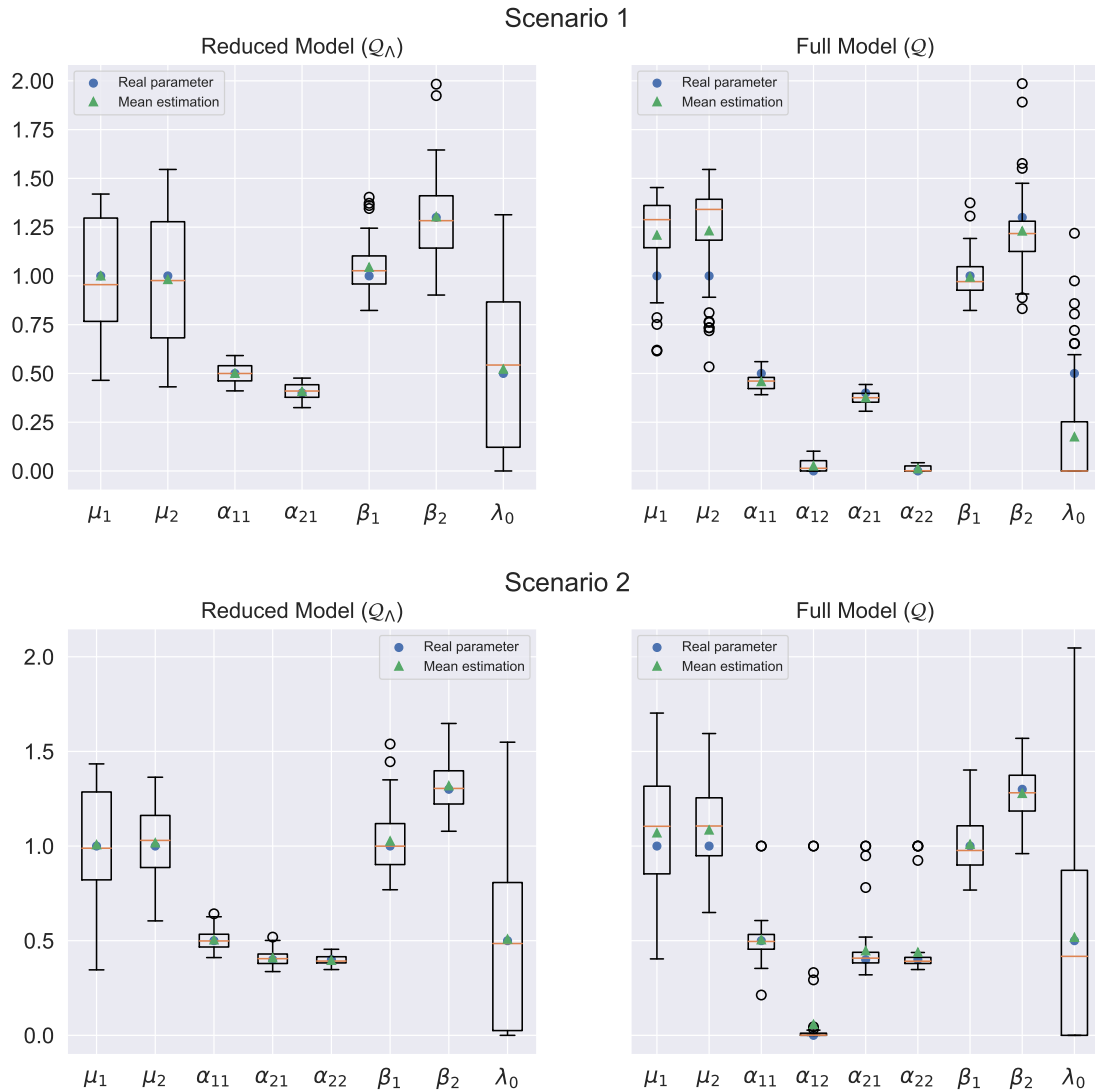 Scenario 1
Reduced Model (𝒬_Λ)
Full Model (𝒬)
Real parameter
Mean estimation
Real parameter
Mean estimation
2.00
1.75
1.50
1.25
1.00
0.75
0.50
0.25
0.00
μ₁ μ₂ α₁₁ α₂₁ β₁ β₂ λ₀
μ₁ μ₂ α₁₁ α₁₂ α₂₁ α₂₂ β₁ β₂ λ₀
Scenario 2
Reduced Model (𝒬_Λ)
Full Model (𝒬)
Real parameter
Mean estimation
Real parameter
Mean estimation
2.0
1.5
1.0
0.5
0.0
μ₁ μ₂ α₁₁ α₂₁ α₂₂ β₁ β₂ λ₀
μ₁ μ₂ α₁₁ α₁₂ α₂₁ α₂₂ β₁ β₂ λ₀